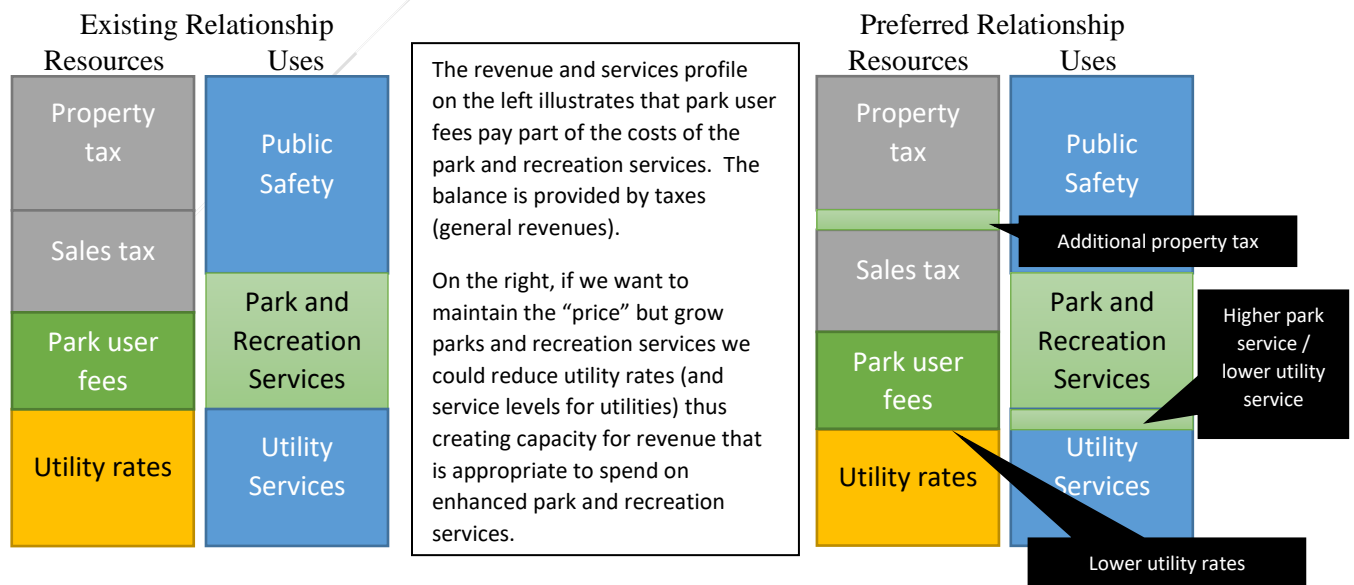 Existing Relationship
Resources
Uses
Property
tax
Sales tax
Park user
fees
Utility rates
Public
Safety
Park and
Recreation
Services
Utility
Services
The revenue and services profile
on the left illustrates that park user
fees pay part of the costs of the
park and recreation services.  The
balance is provided by taxes
(general revenues).
On the right, if we want to
maintain the “price” but grow
parks and recreation services we
could reduce utility rates (and
service levels for utilities) thus
creating capacity for revenue that
is appropriate to spend on
enhanced park and recreation
services.
Preferred Relationship
Resources
Uses
Property
tax
Sales tax
Park user
fees
Utility rates
Public
Safety
Park and
Recreation
Services
Utility
Services
Additional property tax
Higher park
service /
lower utility
service
Lower utility rates